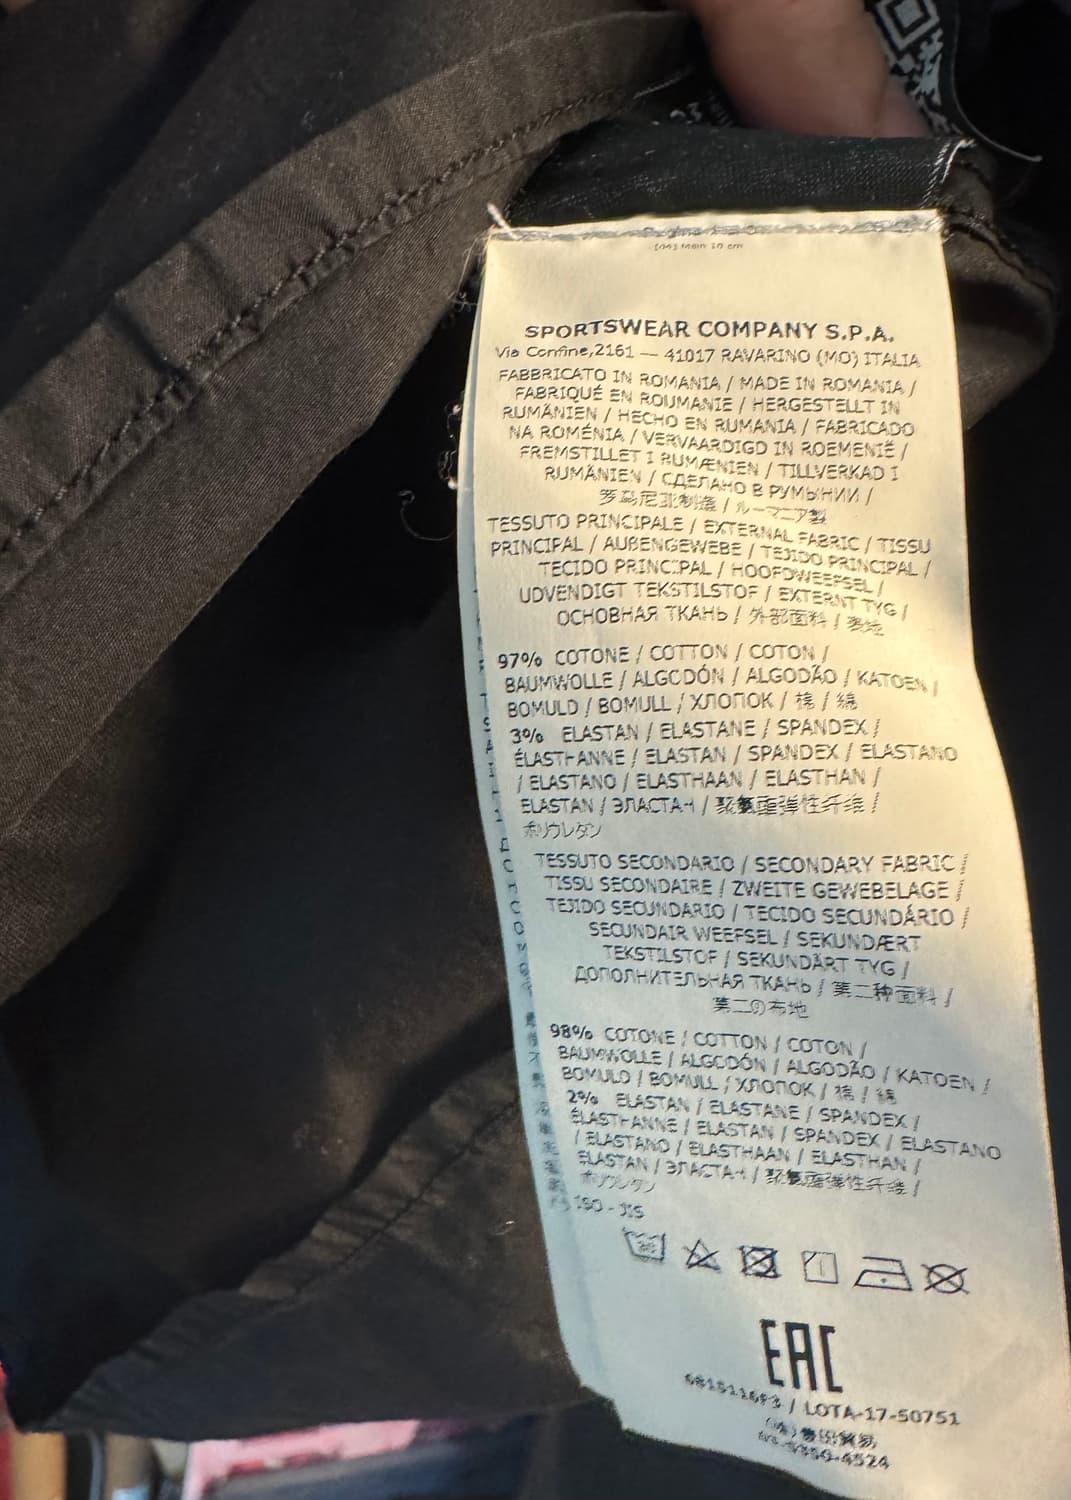 SPORTSWEAR COMPANY S.P.A.
Via Confine,2161 — 41017 RAVARINO (MO) ITALIA
FABBRICATO IN ROMANIA / MADE IN ROMANIA /
FABRIQUÉ EN ROUMANIE / HERGESTELLT IN
RUMÄNIEN / HECHO EN RUMANIA / FABRICADO
NA ROMÉNIA / VERVAARDIGD IN ROEMENIË /
FREMSTILLET I RUMÆNIEN / TILLVERKAD I
RUMÄNIEN / СДЕЛАНО В РУМЫНИИ /
罗马尼亚制造 / ルーマニア製
TESSUTO PRINCIPALE / EXTERNAL FABRIC / TISSU
PRINCIPAL / AUßENGEWEBE / TEJIDO PRINCIPAL /
TECIDO PRINCIPAL / HOOFDWEEFSEL /
UDVENDIGT TEKSTILSTOF / EXTERNT TYG /
ОСНОВНАЯ ТКАНЬ / 外部面料 / 表地
97% COTONE / COTTON / COTON /
BAUMWOLLE / ALGODÓN / ALGODÃO / KATOEN /
BOMULD / BOMULL / ХЛОПОК / 棉 / 綿
3% ELASTAN / ELASTANE / SPANDEX /
ÉLASTHANNE / ELASTAN / SPANDEX / ELASTANO
/ ELASTANO / ELASTHAAN / ELASTHAN /
ELASTAN / ЭЛАСТАН / 聚氨酯弹性纤维 /
ポリウレタン
TESSUTO SECONDARIO / SECONDARY FABRIC /
TISSU SECONDAIRE / ZWEITE GEWEBELAGE /
TEJIDO SECUNDARIO / TECIDO SECUNDÁRIO /
SECUNDAIR WEEFSEL / SEKUNDÆRT
TEKSTILSTOF / SEKUNDÄRT TYG /
ДОПОЛНИТЕЛЬНАЯ ТКАНЬ / 第二种面料 /
第二の布地
98% COTONE / COTTON / COTON /
BAUMWOLLE / ALGODÓN / ALGODÃO / KATOEN /
BOMULD / BOMULL / ХЛОПОК / 棉 / 綿
2% ELASTAN / ELASTANE / SPANDEX /
ÉLASTHANNE / ELASTAN / SPANDEX / ELASTANO
/ ELASTANO / ELASTHAAN / ELASTHAN /
ELASTAN / ЭЛАСТАН / 聚氨酯弹性纤维 /
ポリウレタン
ISO - JIS
EAC
/ LOTA-17-50751